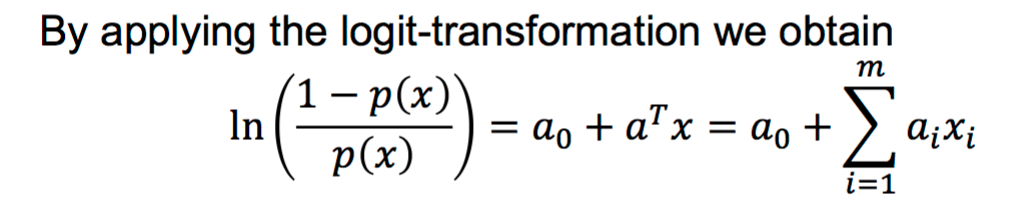 By applying the logit-transformation we obtain
ln((1 − p(x))/p(x)) = a₀ + aᵀx = a₀ + ∑ᵢ₌₁ᵐ aᵢxᵢ